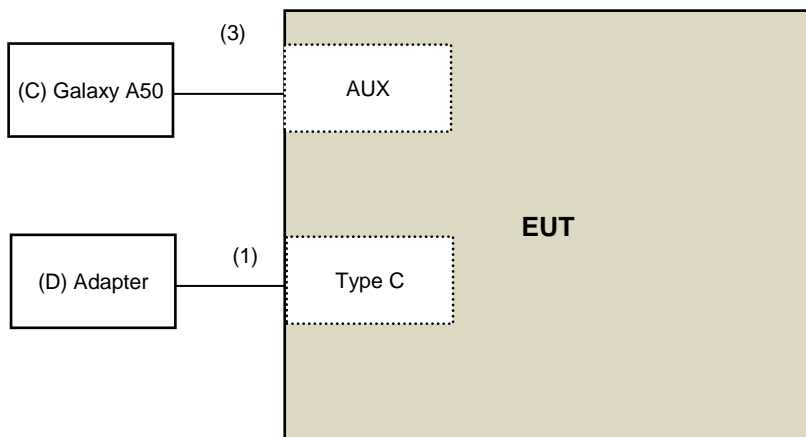 (3)
(C) Galaxy A50
AUX
EUT
(1)
(D) Adapter
Type C